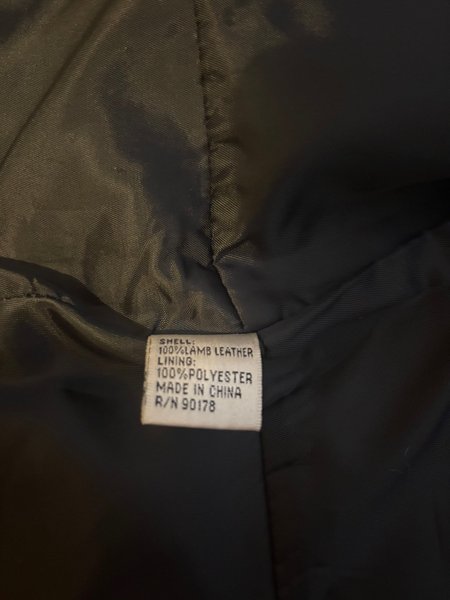 SHELL:
100%LAMB LEATHER
LINING:
100%POLYESTER
MADE IN CHINA
R/N 90178